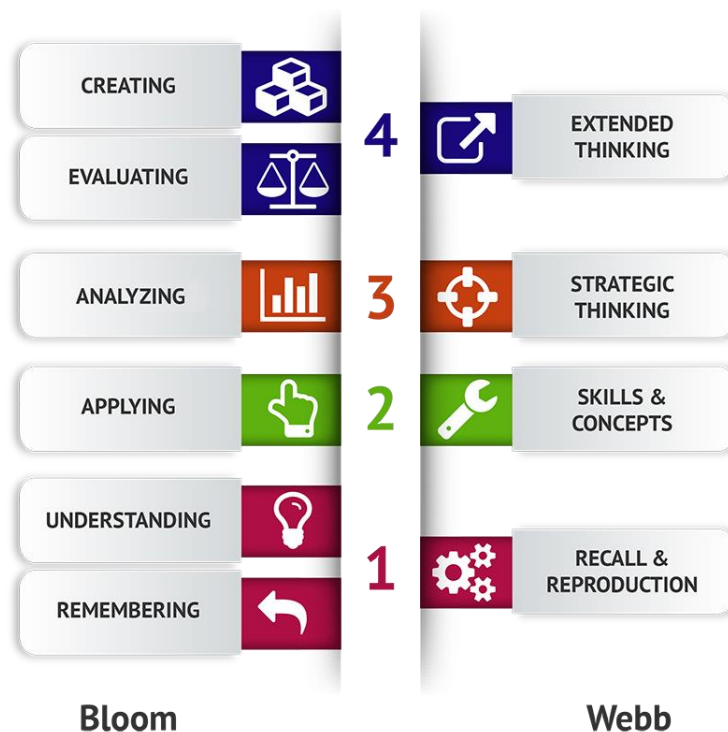 CREATING
EVALUATING
ANALYZING
APPLYING
UNDERSTANDING
REMEMBERING
Bloom
4
3
2
1
EXTENDED
THINKING
STRATEGIC
THINKING
SKILLS &
CONCEPTS
RECALL &
REPRODUCTION
Webb